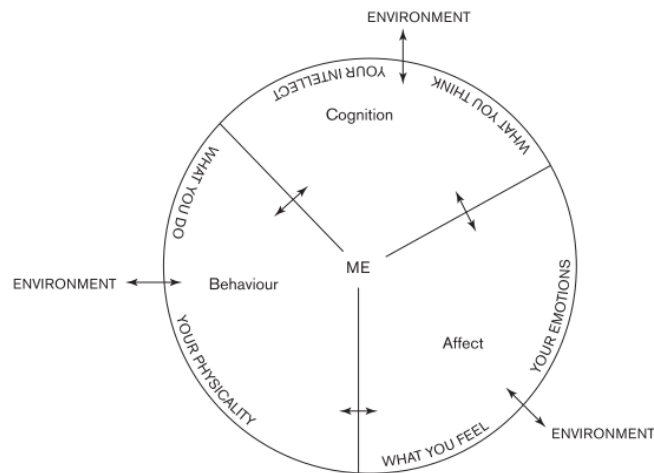 ENVIRONMENT
YOUR INTELLECT
WHAT YOU THINK
Cognition
WHAT YOU DO
ME
ENVIRONMENT
Behaviour
YOUR EMOTIONS
YOUR PHYSICALITY
Affect
WHAT YOU FEEL
ENVIRONMENT